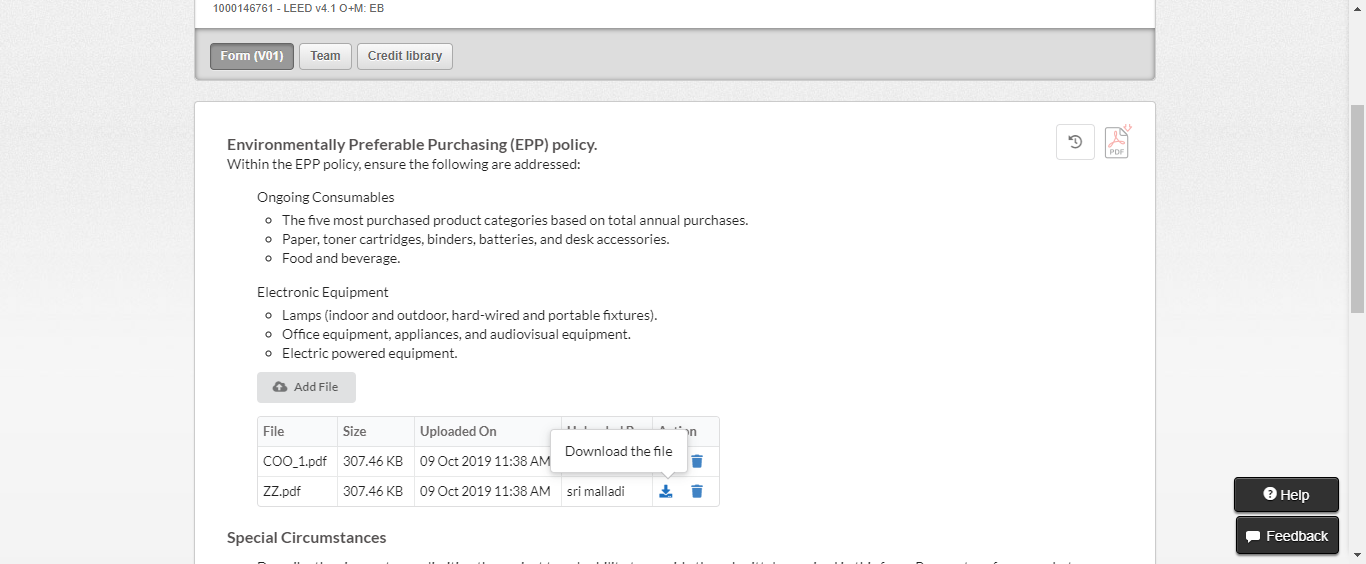 1000146761 - LEED v4.1 O+M: EB
Form (V01) Team Credit library
Environmentally Preferable Purchasing (EPP) policy.
PDF
Within the EPP policy, ensure the following are addressed:
Ongoing Consumables
The five most purchased product categories based on total annual purchases.
Paper, toner cartridges, binders, batteries, and desk accessories.
Food and beverage.
Electronic Equipment
Lamps (indoor and outdoor, hard-wired and portable fixtures).
Office equipment, appliances, and audiovisual equipment.
Electric powered equipment.
Add File
File Size Uploaded On
Download the file
COO_1.pdf 307.46 KB 09 Oct 2019 11:38 AM
ZZ.pdf 307.46 KB 09 Oct 2019 11:38 AM sri malladi
Help
Special Circumstances
Feedback